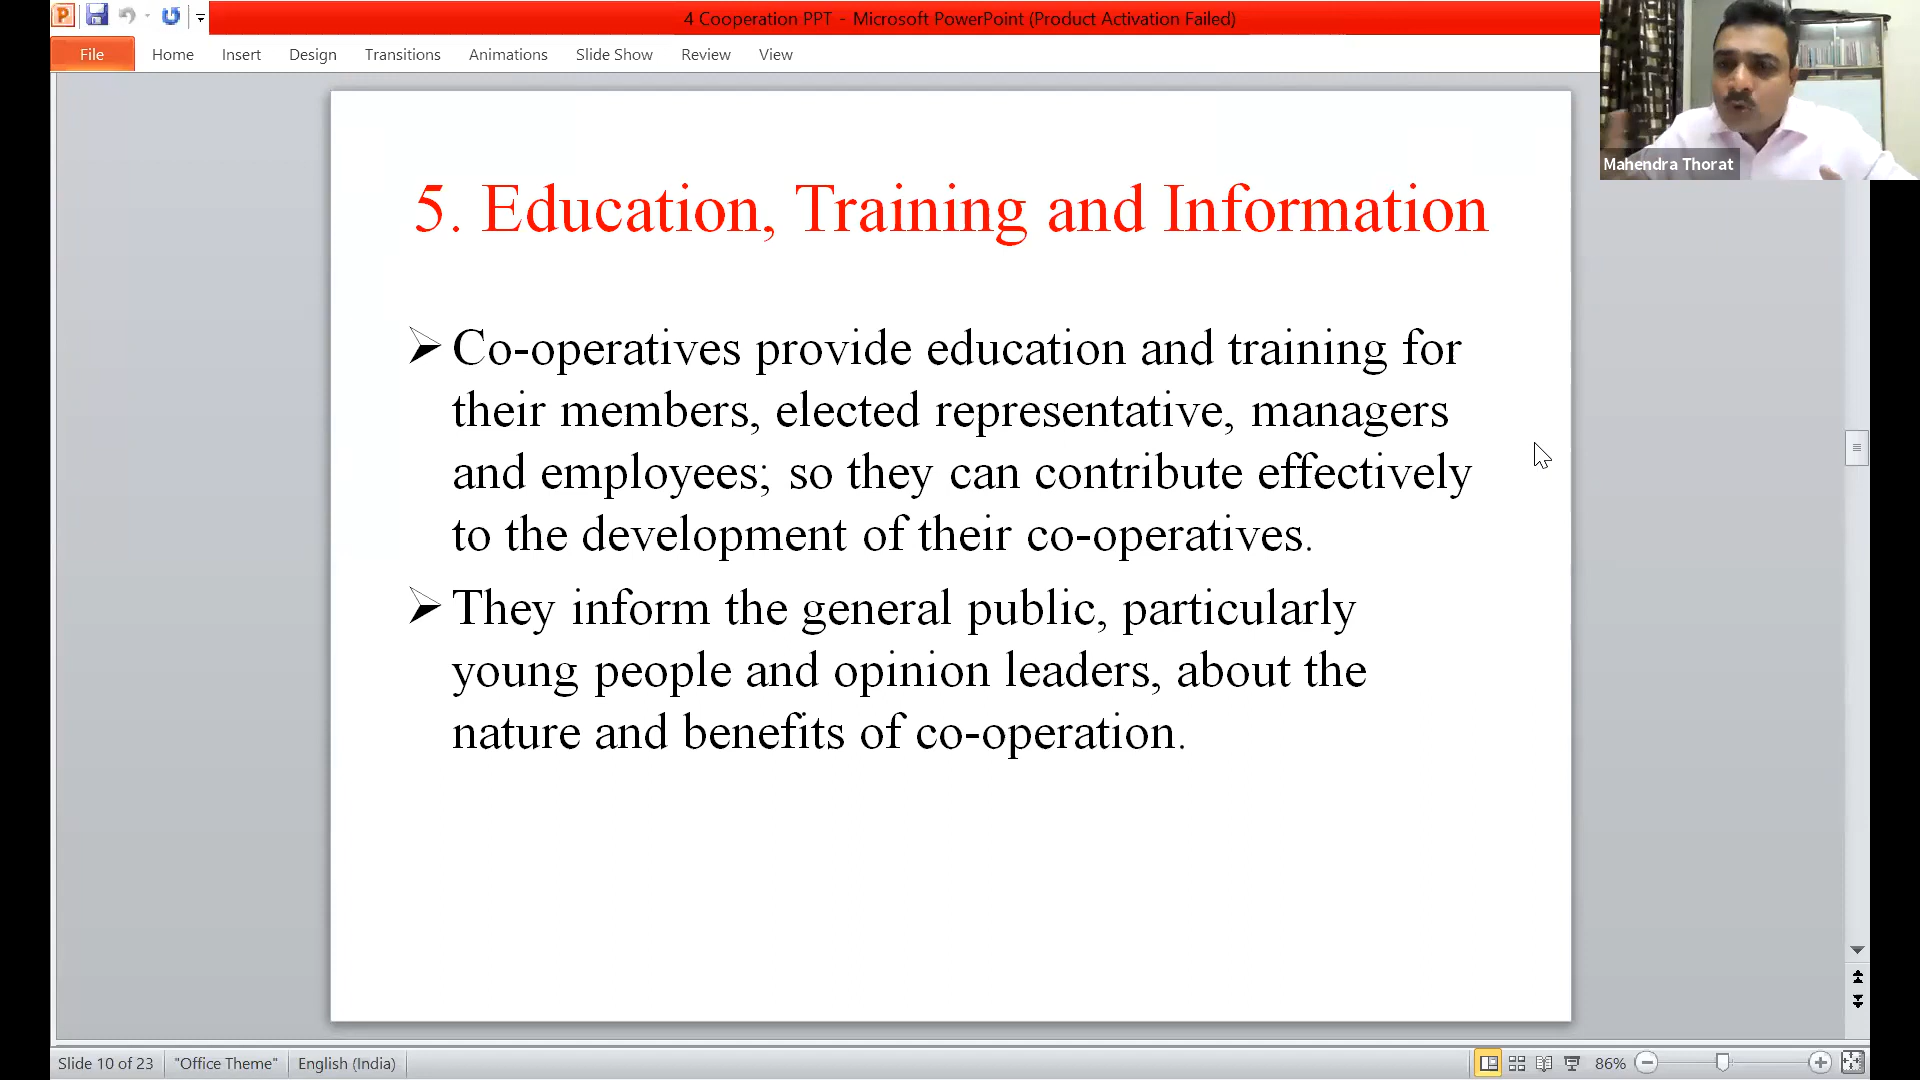 4 Cooperation PPT - Microsoft PowerPoint (Product Activation Failed)
File Home Insert Design Transitions Animations Slide Show Review View
Mahendra Thorat
5. Education, Training and Information
Co-operatives provide education and training for
their members, elected representative, managers
and employees; so they can contribute effectively
to the development of their co-operatives.
They inform the general public, particularly
young people and opinion leaders, about the
nature and benefits of co-operation.
Slide 10 of 23 "Office Theme" English (India) 86%